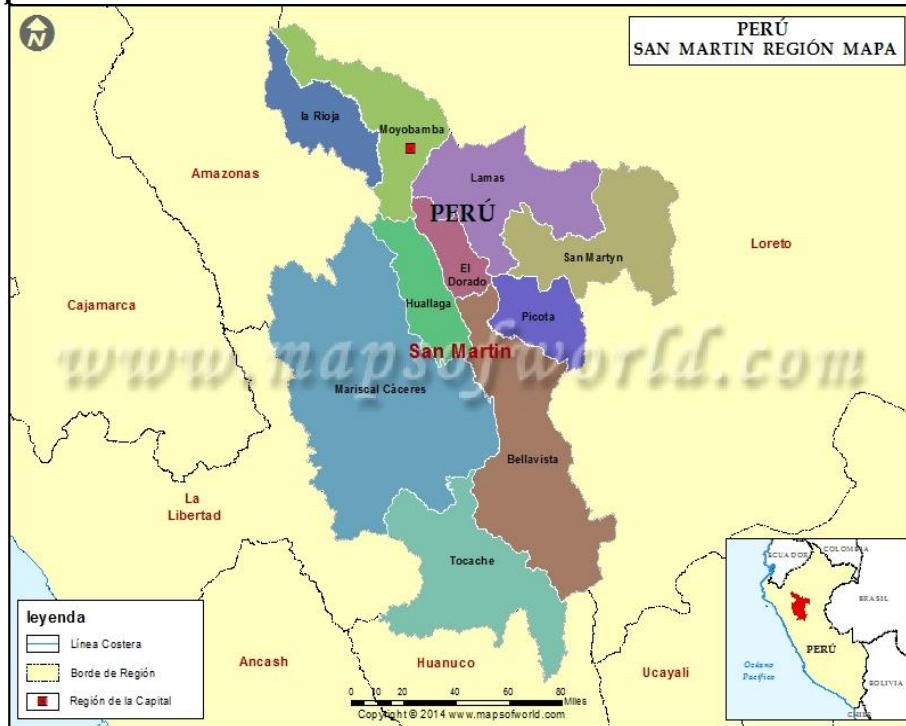 PERÚ
SAN MARTIN REGIÓN MAPA
N
la Rioja
Moyobamba
Amazonas
Lamas
PERÚ
Loreto
San Martyn
El
Dorado
Cajamarca
Huallaga
Picota
www.mapsofworld.com
San Martin
Mariscal Càceres
Bellavista
La
Libertad
Tocache
Ancash
Huanuco
Ucayali
leyenda
Línea Costera
Borde de Región
Región de la Capital
0 10 20 40 60 80 Miles
Copyright © 2014 www.mapsofworld.com
ECUADOR
COLOMBIA
BRASIL
PERÚ
Océano
Pacífico
BOLIVIA